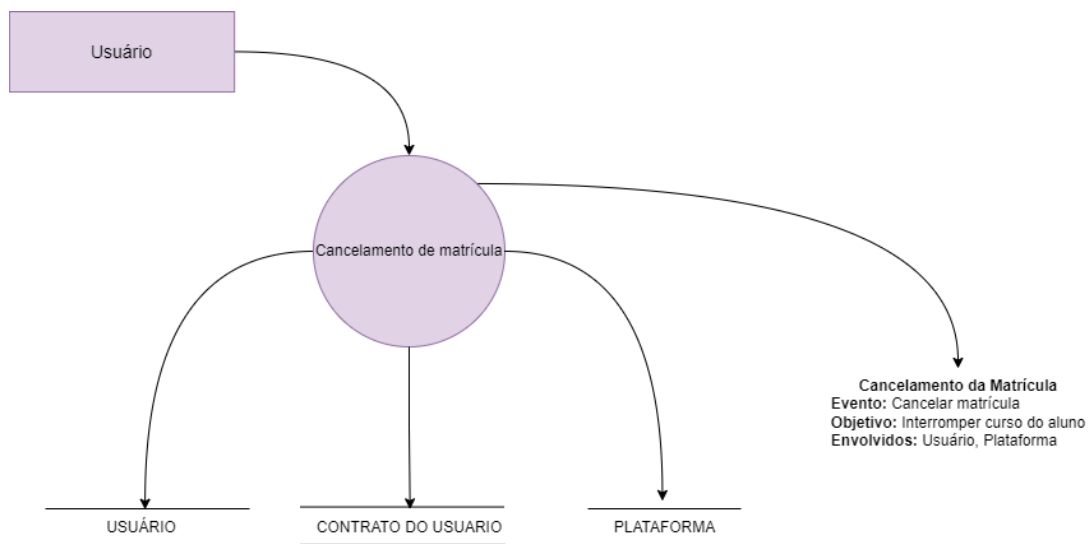 Usuário
Cancelamento de matrícula
Cancelamento da Matrícula
Evento: Cancelar matrícula
Objetivo: Interromper curso do aluno
Envolvidos: Usuário, Plataforma
USUÁRIO
CONTRATO DO USUARIO
PLATAFORMA